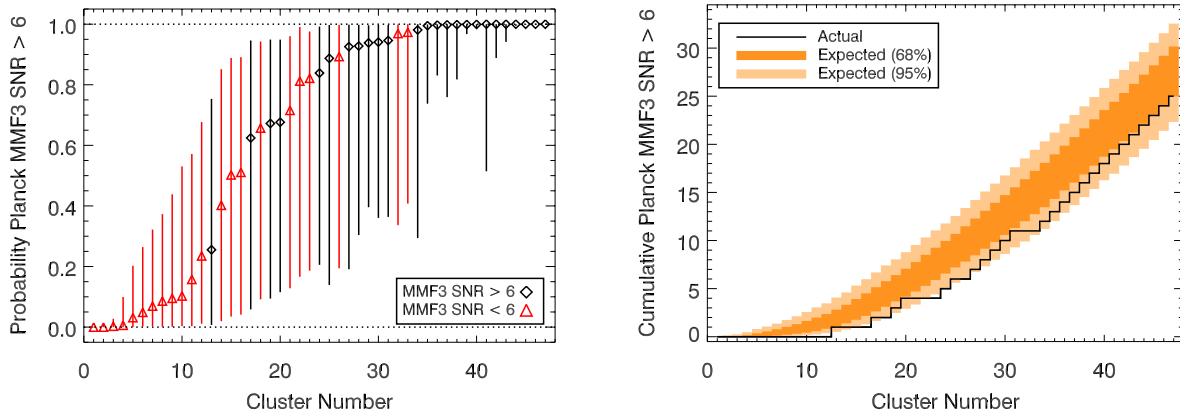 Probability Planck MMF3 SNR > 6
1.0
0.8
0.6
0.4
0.2
0.0
MMF3 SNR > 6
MMF3 SNR < 6
0
10
20
30
40
Cluster Number
Cumulative Planck MMF3 SNR > 6
30
25
20
15
10
5
0
Actual
Expected (68%)
Expected (95%)
0
10
20
30
40
Cluster Number